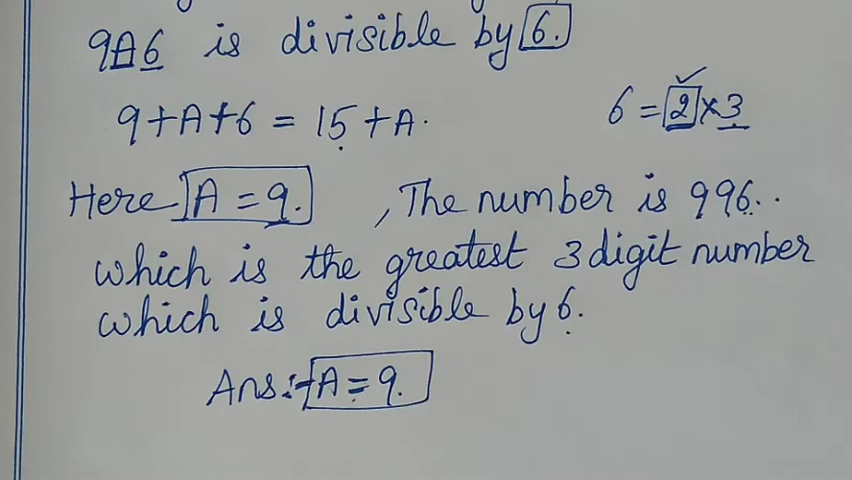 9A6 is divisible by 6.
9+A+6 = 15+A.
6 = 2×3
Here A = 9. , The number is 996..
which is the greatest 3 digit number
which is divisible by 6.
Ans:- A = 9.